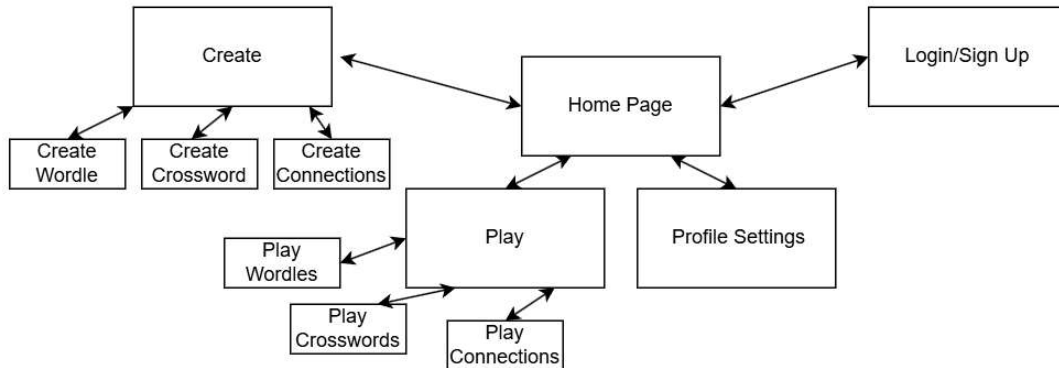 Create
Login/Sign Up
Home Page
Create
Wordle
Create
Crossword
Create
Connections
Play
Profile Settings
Play
Wordles
Play
Crosswords
Play
Connections